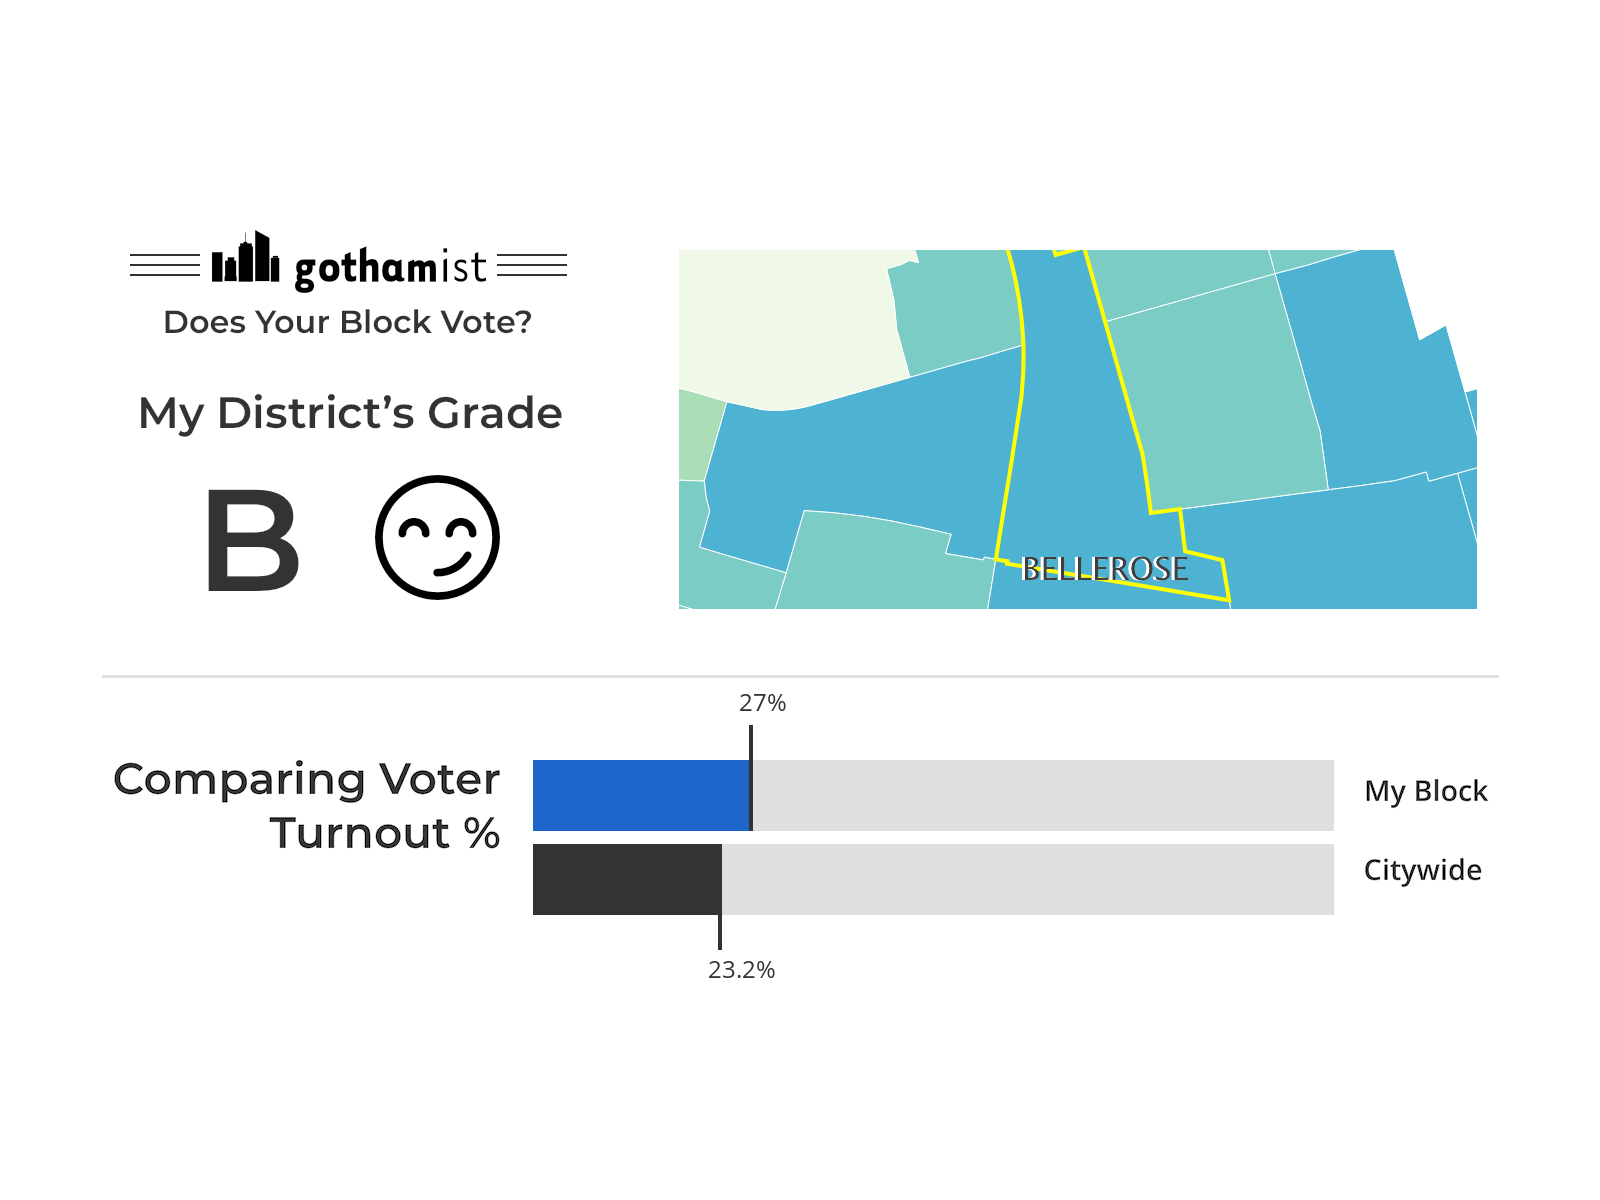 gothamist
Does Your Block Vote?
My District’s Grade
B
BELLEROSE
27%
Comparing Voter
Turnout %
My Block
Citywide
23.2%